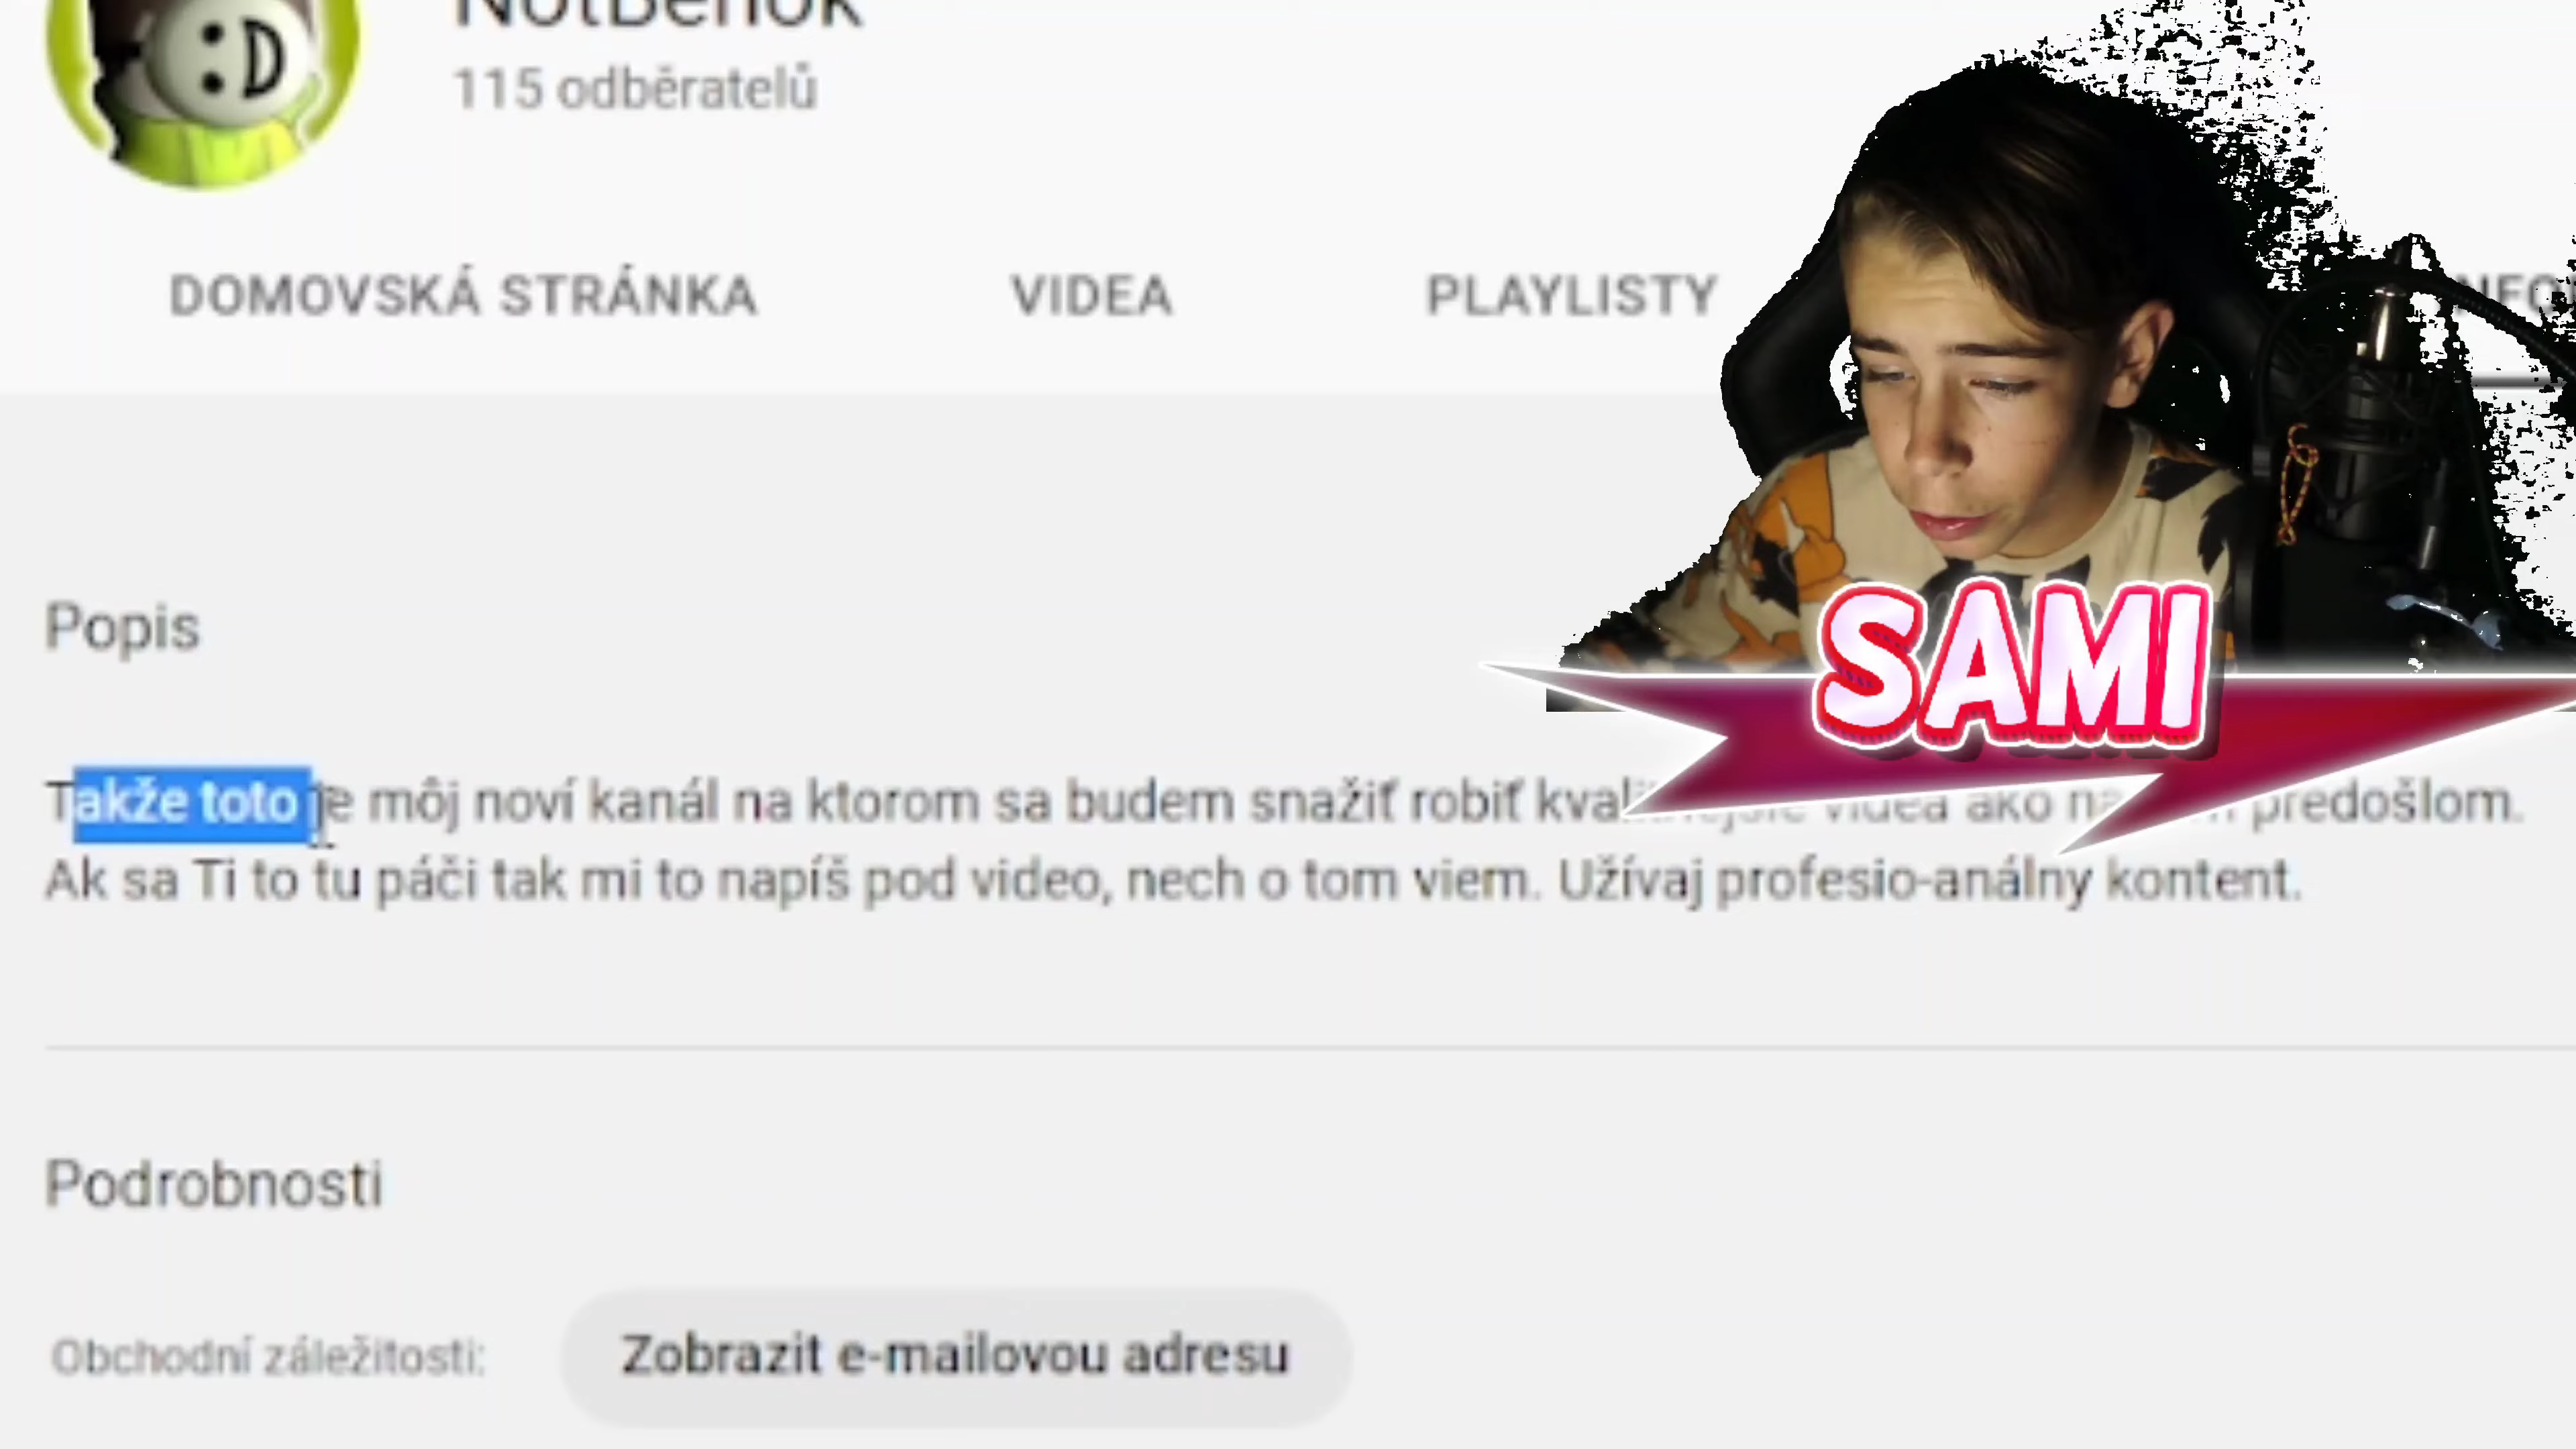 115 odběratelů
DOMOVSKÁ STRÁNKA VIDEA PLAYLISTY
Popis
SAMI
Takže toto je môj noví kanál na ktorom sa budem snažiť robiť videa ako predošlom.
Ak sa Ti to tu páči tak mi to napíš pod video, nech o tom viem. Užívaj profesio-análny kontent.
Podrobnosti
Obchodní záležitosti: Zobrazit e-mailovou adresu